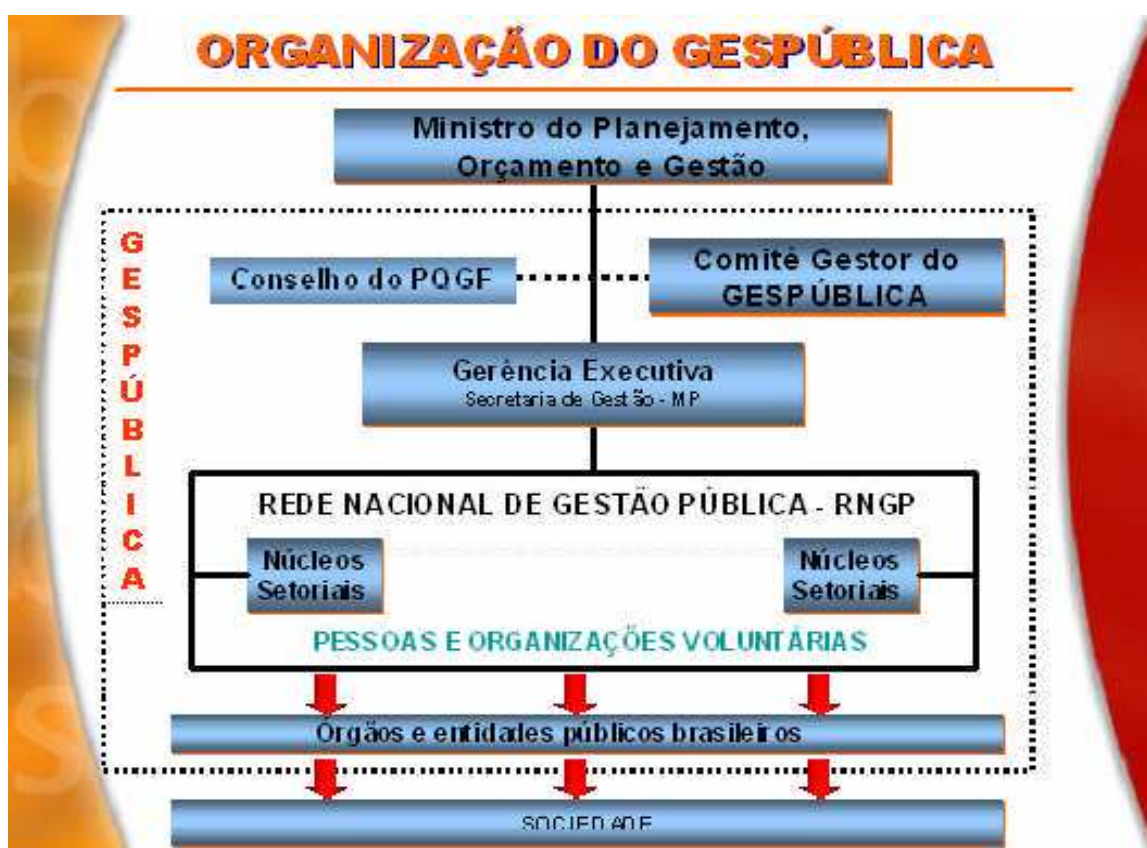 ORGANIZAÇÃO DO GESPÚBLICA
Ministro do Planejamento,
Orçamento e Gestão
GESPÚBLICA
Conselho do PQGF
Comitê Gestor do
GESPÚBLICA
Gerência Executiva
Secretaria de Gestão - MP
REDE NACIONAL DE GESTÃO PÚBLICA - RNGP
Núcleos
Setoriais
Núcleos
Setoriais
PESSOAS E ORGANIZAÇÕES VOLUNTÁRIAS
Órgãos e entidades públicos brasileiros
SOCIEDADE